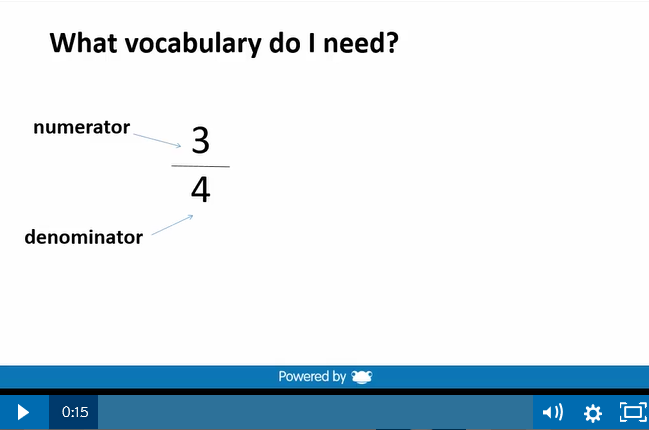 What vocabulary do I need?
numerator
3
4
denominator
Powered by
0:15